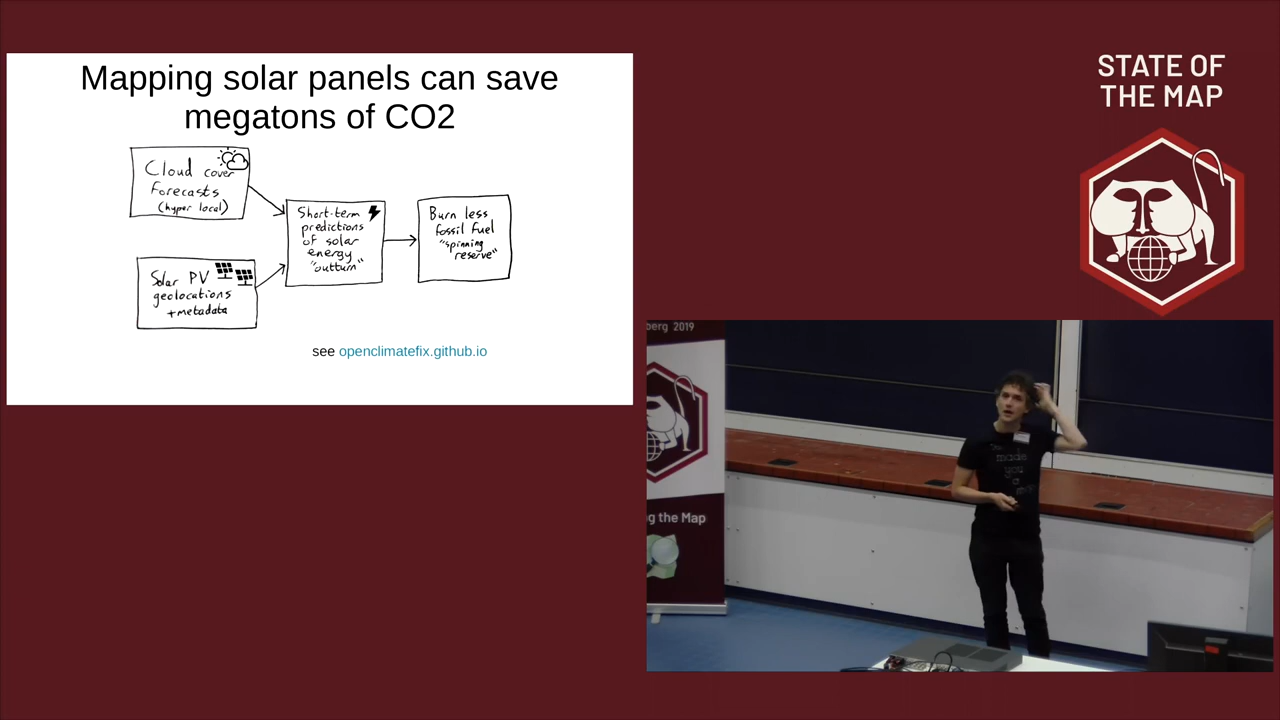 Mapping solar panels can save
megatons of CO2
Cloud cover
forecasts
(hyper local)
Solar PV
geolocations
+metadata
Short-term
predictions
of solar
energy
"outturn"
Burn less
fossil fuel
"spinning
reserve"
see openclimatefix.github.io
STATE OF
THE MAP
berg 2019
g the Map
made
you
a